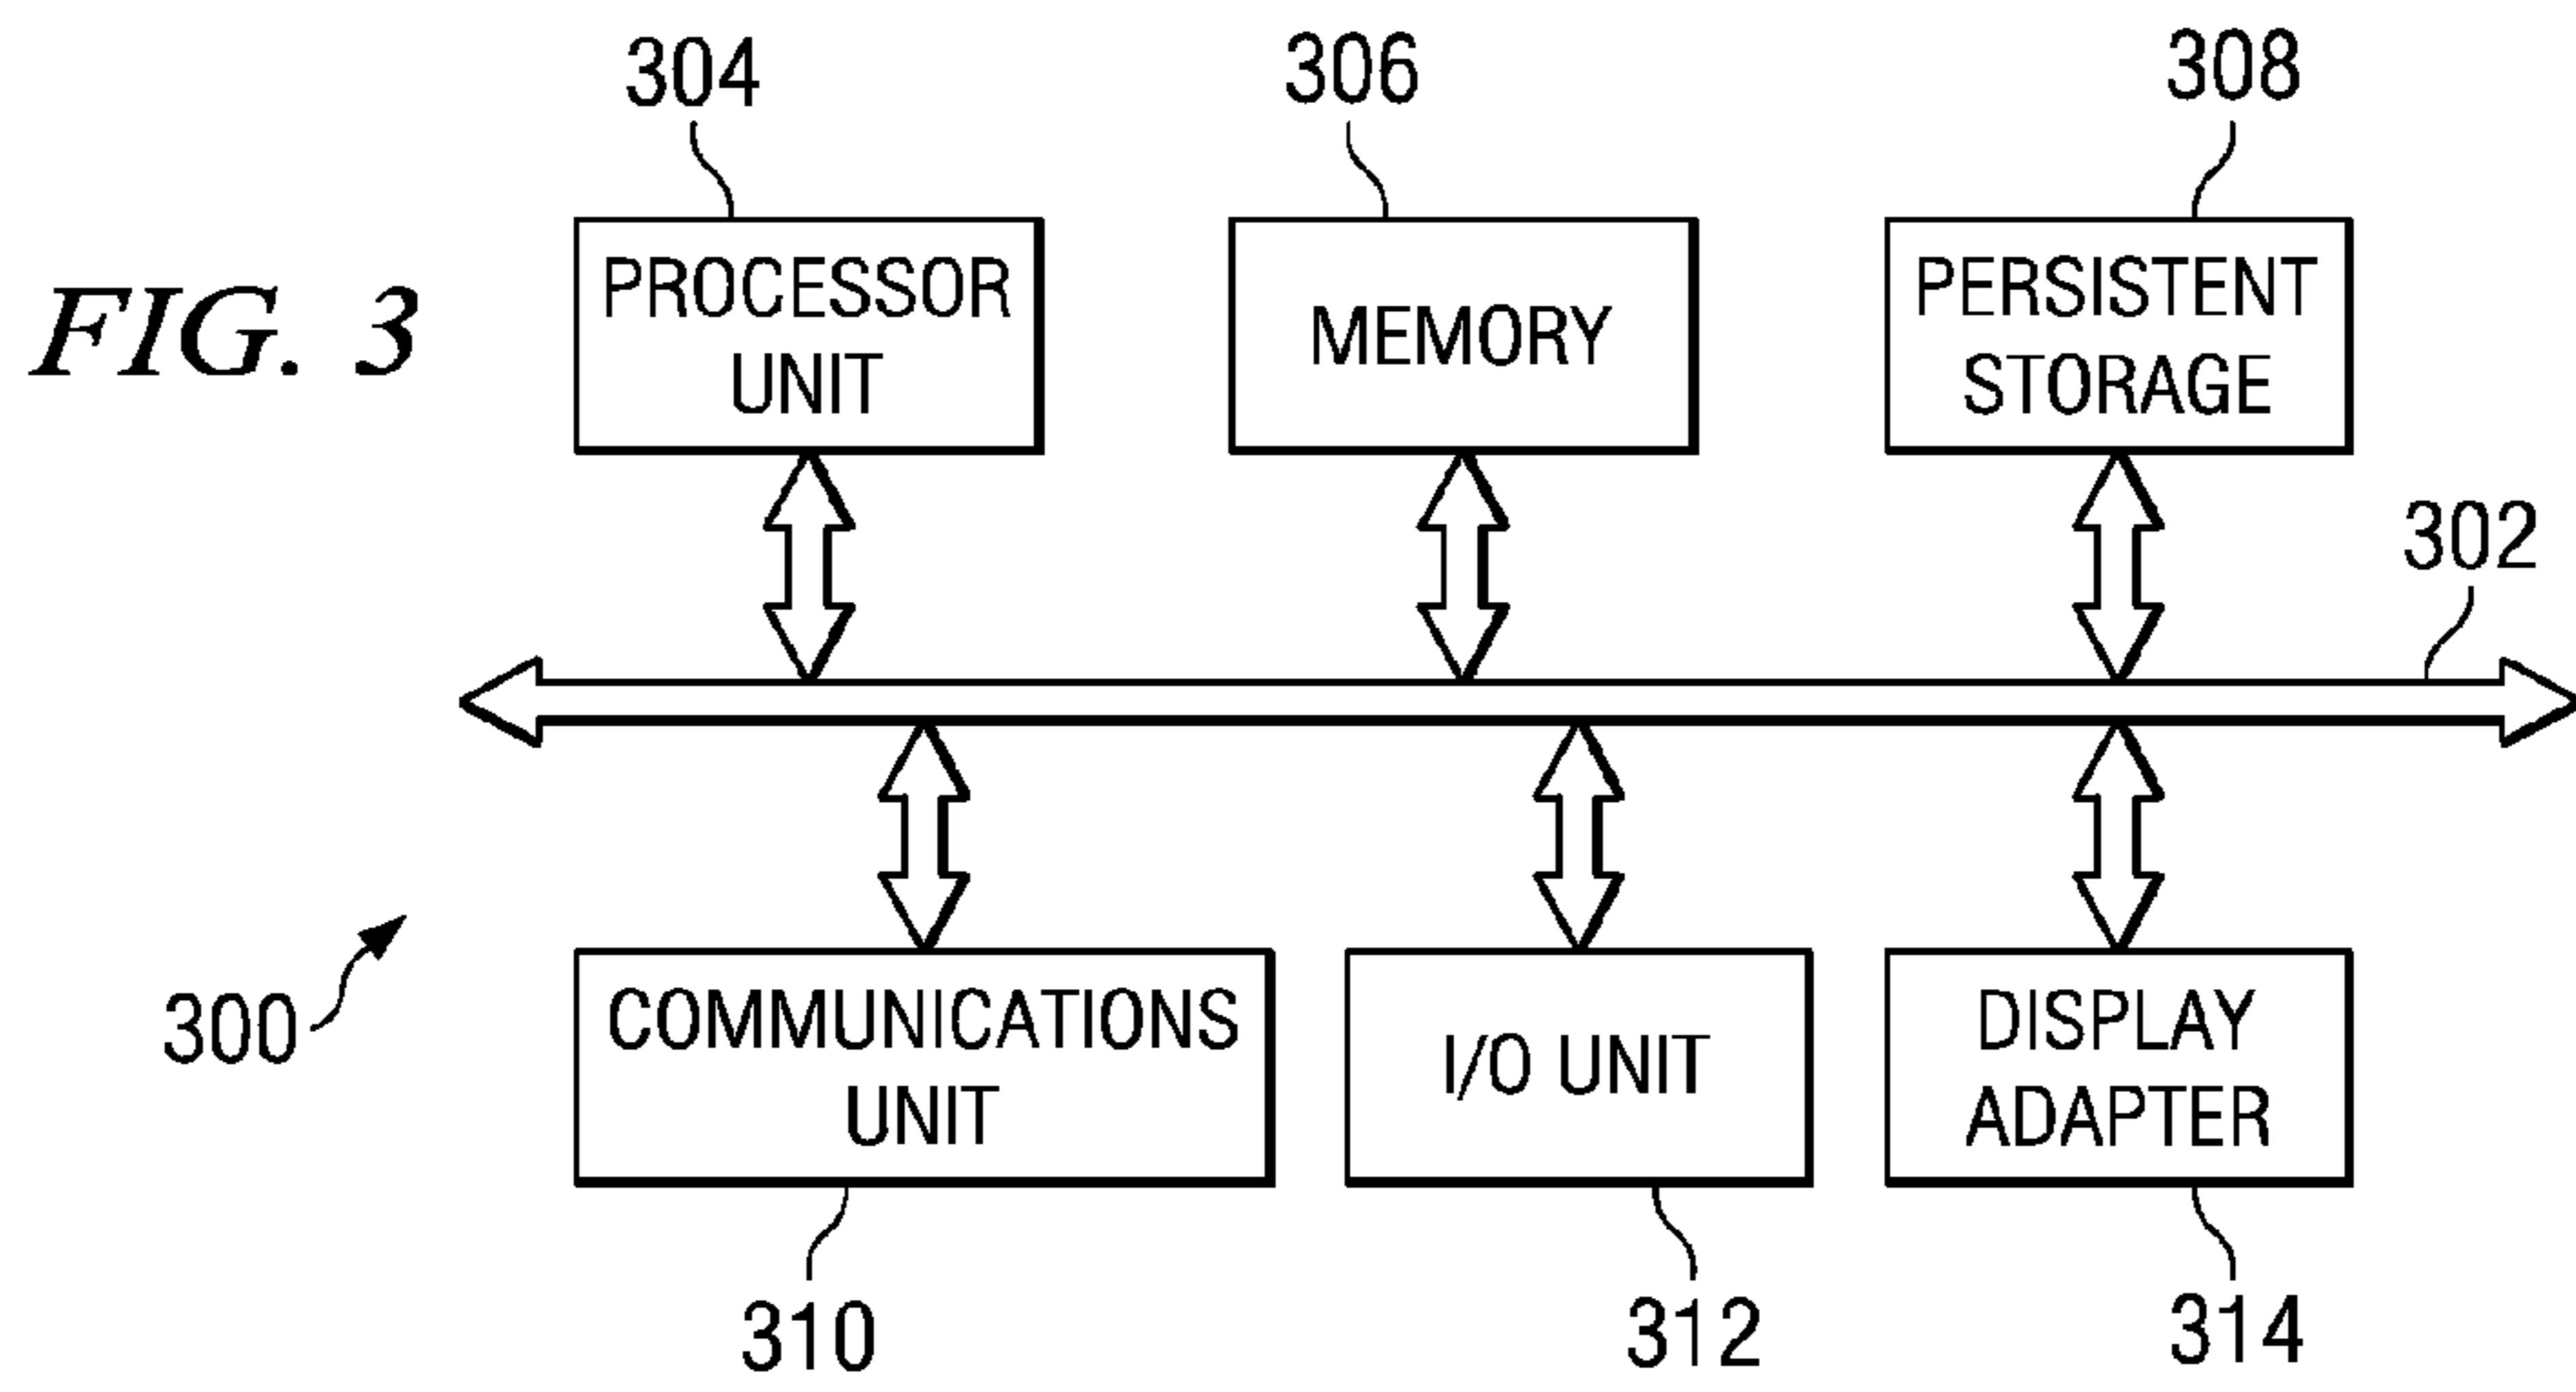 304
306
308
FIG. 3
PROCESSOR
UNIT
MEMORY
PERSISTENT
STORAGE
302
300
COMMUNICATIONS
UNIT
I/O UNIT
DISPLAY
ADAPTER
310
312
314